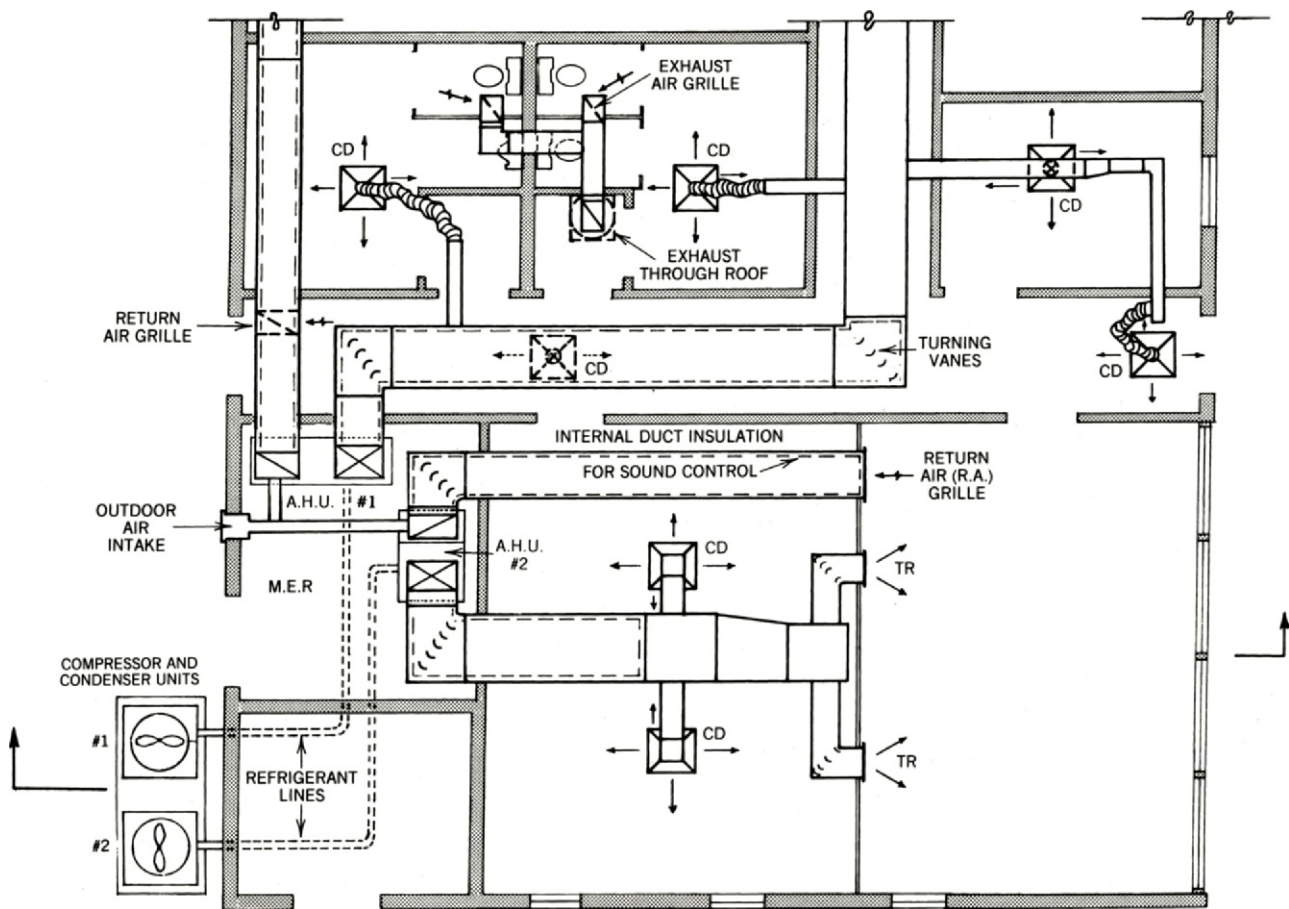 EXHAUST
AIR GRILLE
CD
CD
CD
EXHAUST
THROUGH ROOF
RETURN
AIR GRILLE
CD
TURNING
VANES
CD
INTERNAL DUCT INSULATION
FOR SOUND CONTROL
RETURN
AIR (R.A.)
GRILLE
A.H.U. #1
OUTDOOR
AIR
INTAKE
A.H.U.
#2
CD
TR
M.E.R
COMPRESSOR AND
CONDENSER UNITS
#1
CD
TR
REFRIGERANT
LINES
#2